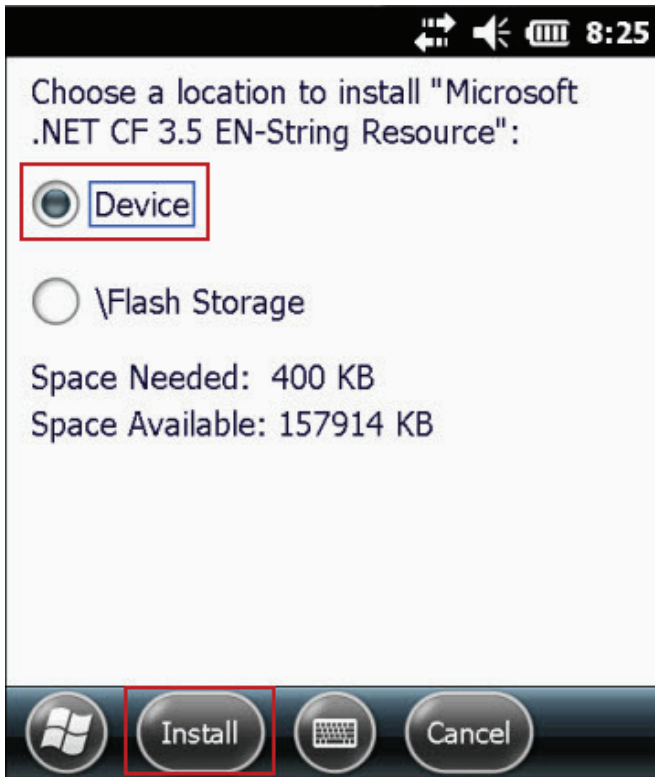 8:25
Choose a location to install "Microsoft
.NET CF 3.5 EN-String Resource":
Device
\Flash Storage
Space Needed: 400 KB
Space Available: 157914 KB
Install
Cancel